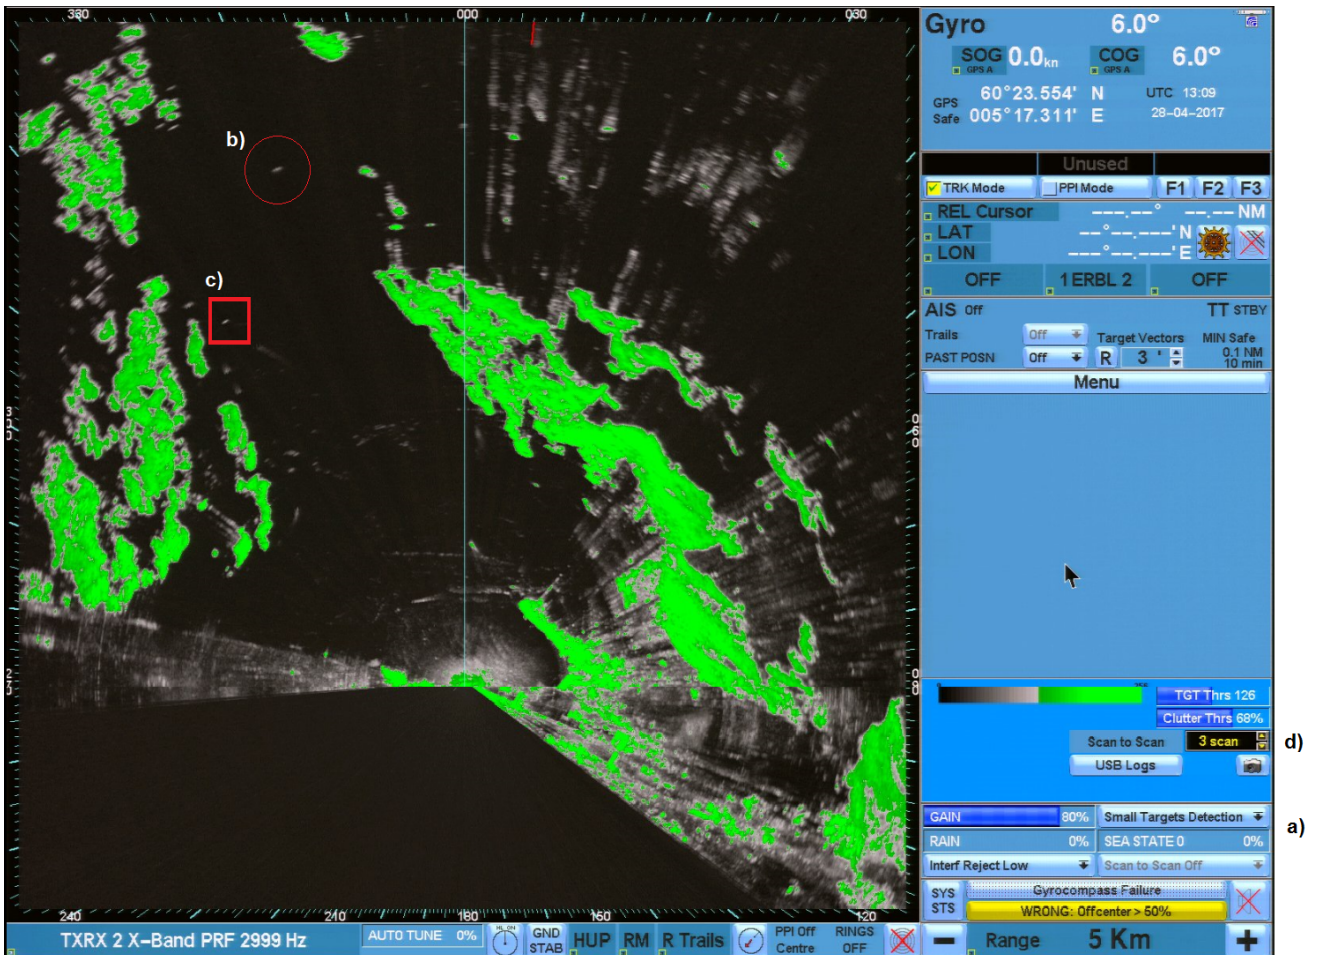 330
000
030
b)
c)
240
210
180
150
120
Gyro 6.0°
SOG 0.0 kn COG 6.0°
GPS A GPS A
GPS 60°23.554' N UTC 13:09
Safe 005°17.311' E 28-04-2017
Unused
TRK Mode PPI Mode F1 F2 F3
REL Cursor ---.--° --.-- NM
LAT --°--.---' N
LON ---°--.---' E
OFF 1 ERBL 2 OFF
AIS Off TT STBY
Trails Off Target Vectors MIN Safe
PAST POSN Off R 3 ' 0.1 NM
10 min
Menu
TGT Thrs 126
Clutter Thrs 68%
Scan to Scan 3 scan
d)
USB Logs
GAIN 80% Small Targets Detection
a)
RAIN 0% SEA STATE 0 0%
Interf Reject Low Scan to Scan Off
SYS STS
Gyrocompass Failure
WRONG: Offcenter > 50%
TXRX 2 X-Band PRF 2999 Hz
AUTO TUNE 0%
HL ON
GND STAB
HUP RM R Trails
PPI Off Centre
RINGS OFF
Range 5 Km